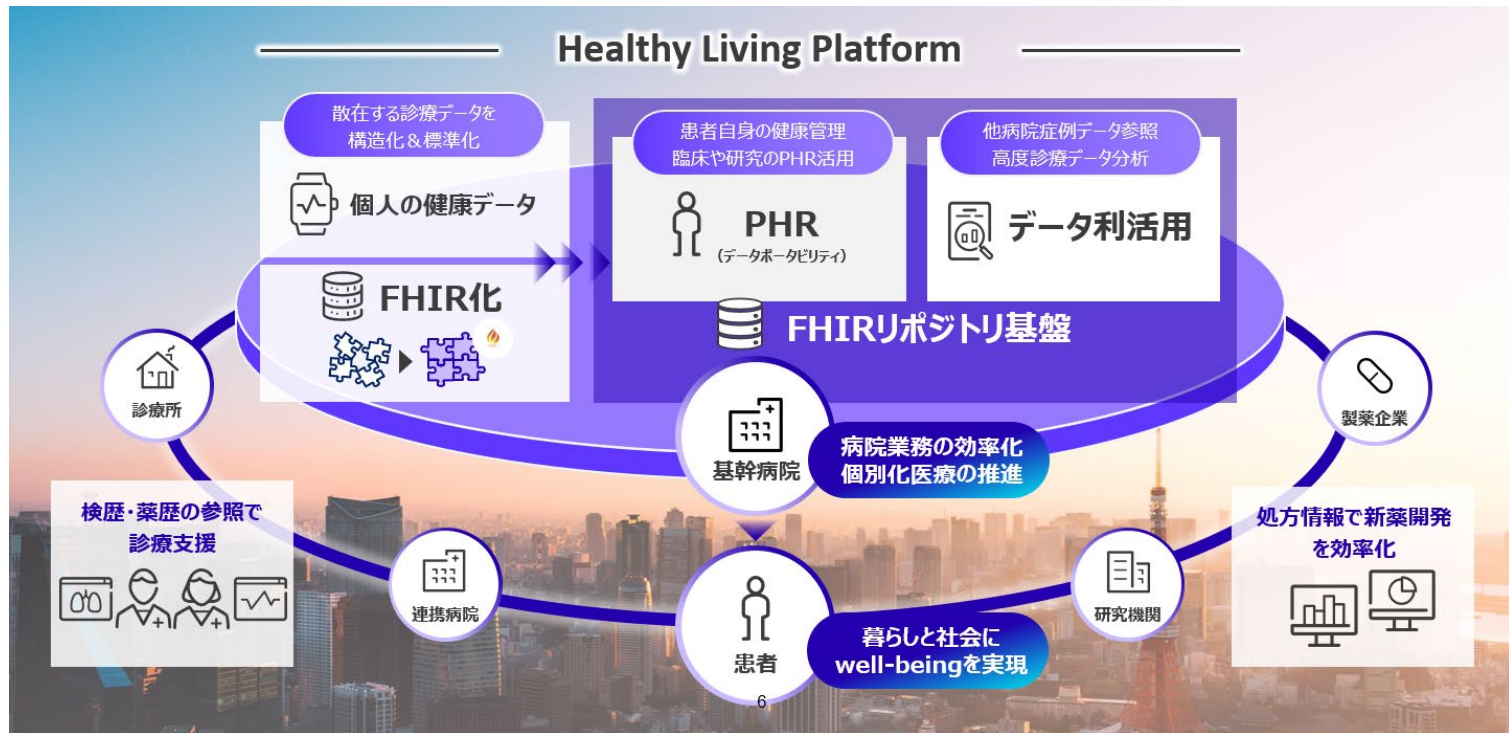 Healthy Living Platform
散在する診療データを
構造化＆標準化
個人の健康データ
FHIR化
患者自身の健康管理
臨床や研究のPHR活用
PHR
（データポータビリティ）
他病院症例データ参照
高度診療データ分析
データ利活用
FHIRリポジトリ基盤
診療所
製薬企業
基幹病院
病院業務の効率化
個別化医療の推進
検歴・薬歴の参照で
診療支援
処方情報で新薬開発
を効率化
連携病院
研究機関
患者
暮らしと社会に
well-beingを実現
6